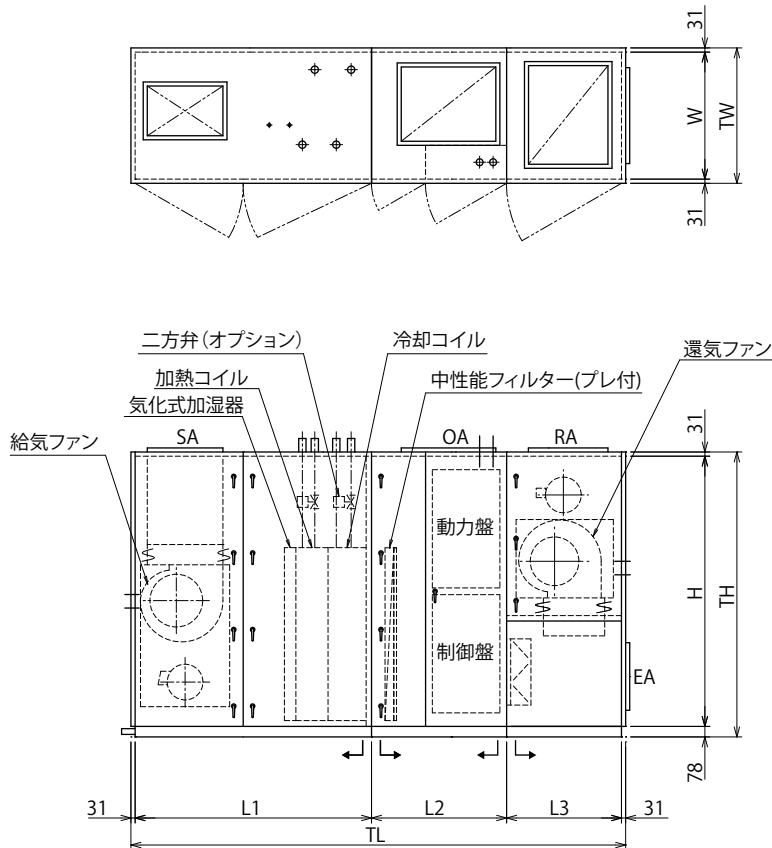 31
W
TW
31
二方弁（オプション）
冷却コイル
還気ファン
加熱コイル
中性能フィルター(プレ付)
気化式加湿器
給気ファン
SA
OA
RA
31
動力盤
H
TH
制御盤
EA
78
31
L1
L2
L3
31
TL